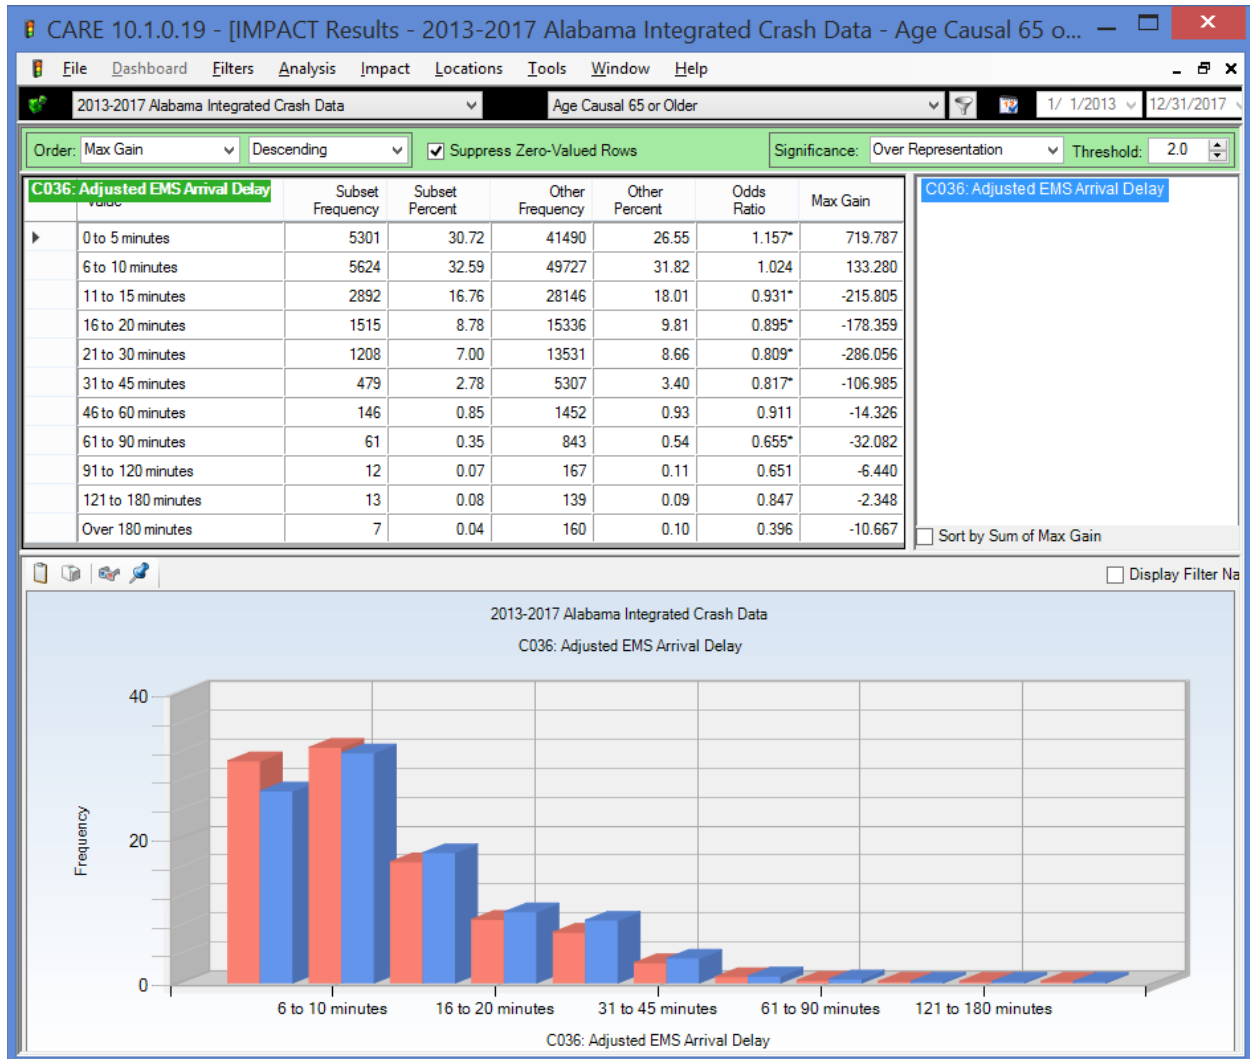 CARE 10.1.0.19 - [IMPACT Results - 2013-2017 Alabama Integrated Crash Data - Age Causal 65 o...
File Dashboard Filters Analysis Impact Locations Tools Window Help
2013-2017 Alabama Integrated Crash Data Age Causal 65 or Older 1/ 1/2013 12/31/2017
Order: Max Gain Descending Suppress Zero-Valued Rows Significance: Over Representation Threshold: 2.0
C036: Adjusted EMS Arrival Delay Subset Frequency Subset Percent Other Frequency Other Percent Odds Ratio Max Gain
0 to 5 minutes 5301 30.72 41490 26.55 1.157* 719.787
6 to 10 minutes 5624 32.59 49727 31.82 1.024 133.280
11 to 15 minutes 2892 16.76 28146 18.01 0.931* -215.805
16 to 20 minutes 1515 8.78 15336 9.81 0.895* -178.359
21 to 30 minutes 1208 7.00 13531 8.66 0.809* -286.056
31 to 45 minutes 479 2.78 5307 3.40 0.817* -106.985
46 to 60 minutes 146 0.85 1452 0.93 0.911 -14.326
61 to 90 minutes 61 0.35 843 0.54 0.655* -32.082
91 to 120 minutes 12 0.07 167 0.11 0.651 -6.440
121 to 180 minutes 13 0.08 139 0.09 0.847 -2.348
Over 180 minutes 7 0.04 160 0.10 0.396 -10.667
C036: Adjusted EMS Arrival Delay
Sort by Sum of Max Gain
Display Filter Na
2013-2017 Alabama Integrated Crash Data
C036: Adjusted EMS Arrival Delay
40
20
0
Frequency
6 to 10 minutes 16 to 20 minutes 31 to 45 minutes 61 to 90 minutes 121 to 180 minutes
C036: Adjusted EMS Arrival Delay